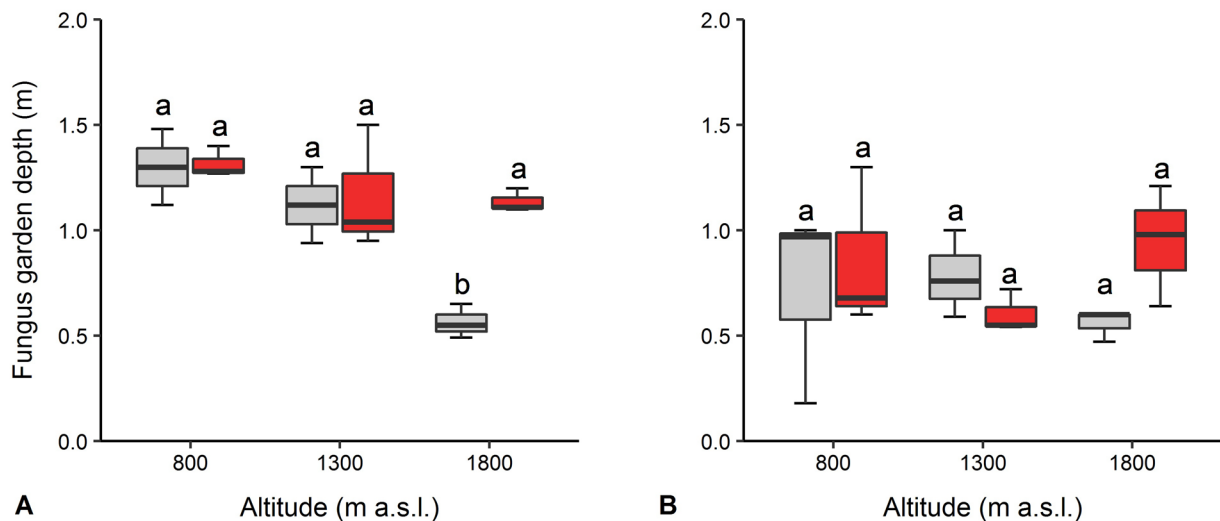 Fungus garden depth (m)
2.0
1.5
1.0
0.5
0.0
a
a
a
a
b
a
800
1300
1800
Altitude (m a.s.l.)
A
2.0
1.5
1.0
0.5
0.0
a
a
a
a
a
a
800
1300
1800
Altitude (m a.s.l.)
B